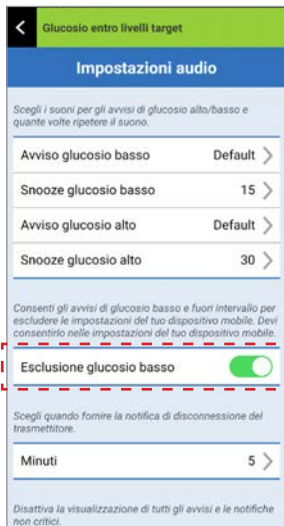 Glucosio entro livelli target
Impostazioni audio
Scegli i suoni per gli avvisi di glucosio alto/basso e
quante volte ripetere il suono.
Avviso glucosio basso Default
Snooze glucosio basso 15
Avviso glucosio alto Default
Snooze glucosio alto 30
Consenti gli avvisi di glucosio basso e fuori intervallo per
escludere le impostazioni del tuo dispositivo mobile. Devi
consentirlo nelle impostazioni del tuo dispositivo mobile.
Esclusione glucosio basso
Scegli quando fornire la notifica di disconnessione del
trasmettitore.
Minuti 5
Disattiva la visualizzazione di tutti gli avvisi e le notifiche
non critici.